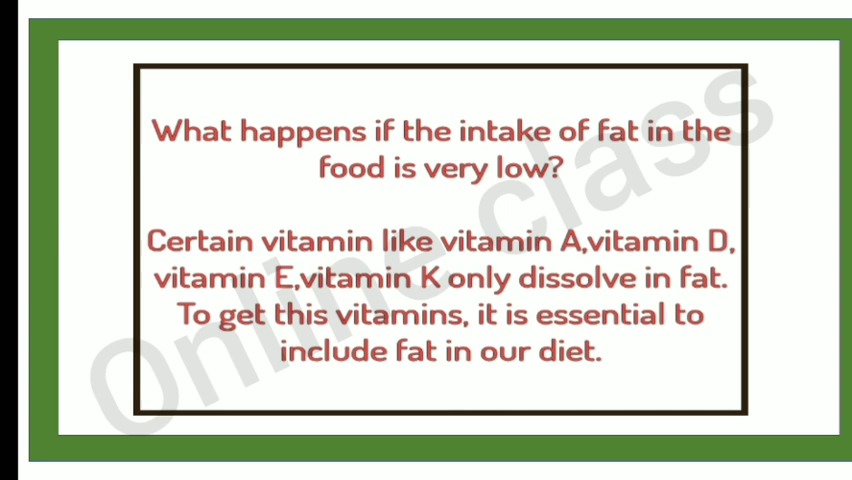 What happens if the intake of fat in the
food is very low?
Certain vitamin like vitamin A,vitamin D,
vitamin E,vitamin K only dissolve in fat.
To get this vitamins, it is essential to
include fat in our diet.
Online class